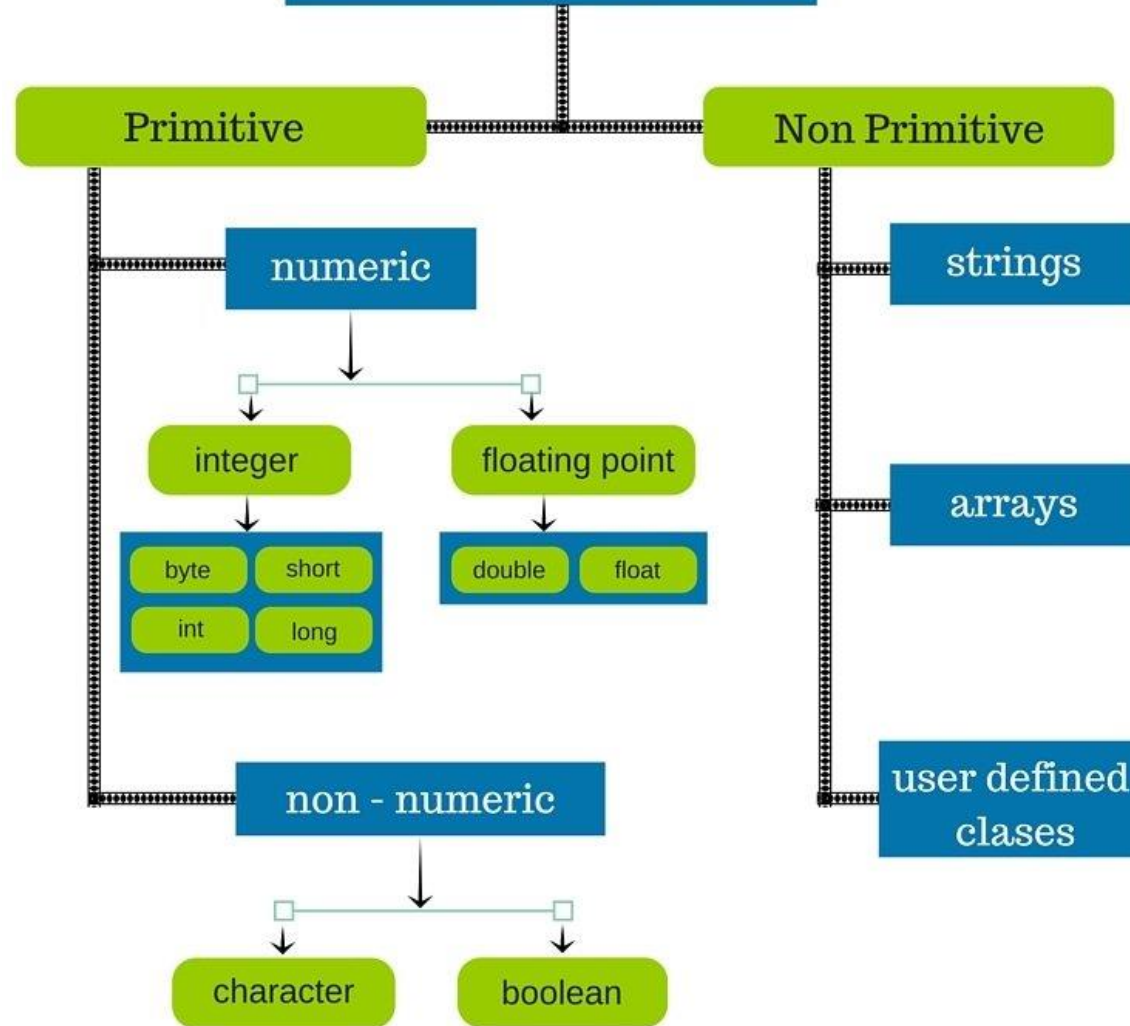 Primitive
Non Primitive
numeric
strings
integer
floating point
byte
short
double
float
int
long
arrays
non - numeric
user defined
clases
character
boolean